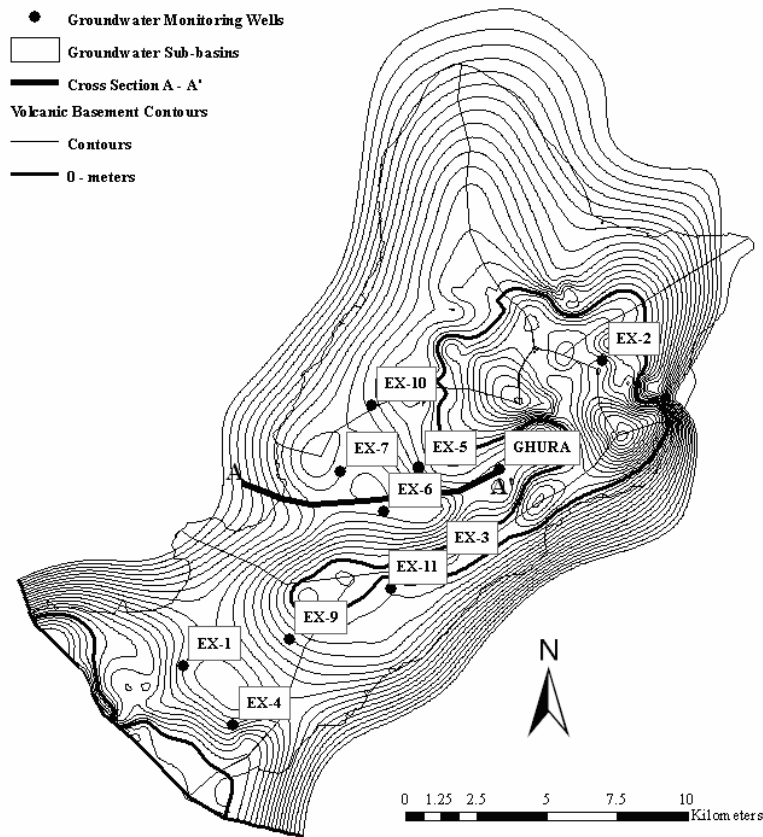 Groundwater Monitoring Wells
Groundwater Sub-basins
Cross Section A - A'
Volcanic Basement Contours
Contours
0 - meters
EX-2
EX-10
EX-7
EX-5
GHURA
A
A'
EX-6
EX-3
EX-11
EX-9
EX-1
EX-4
N
0 1.25 2.5 5 7.5 10
Kilometers